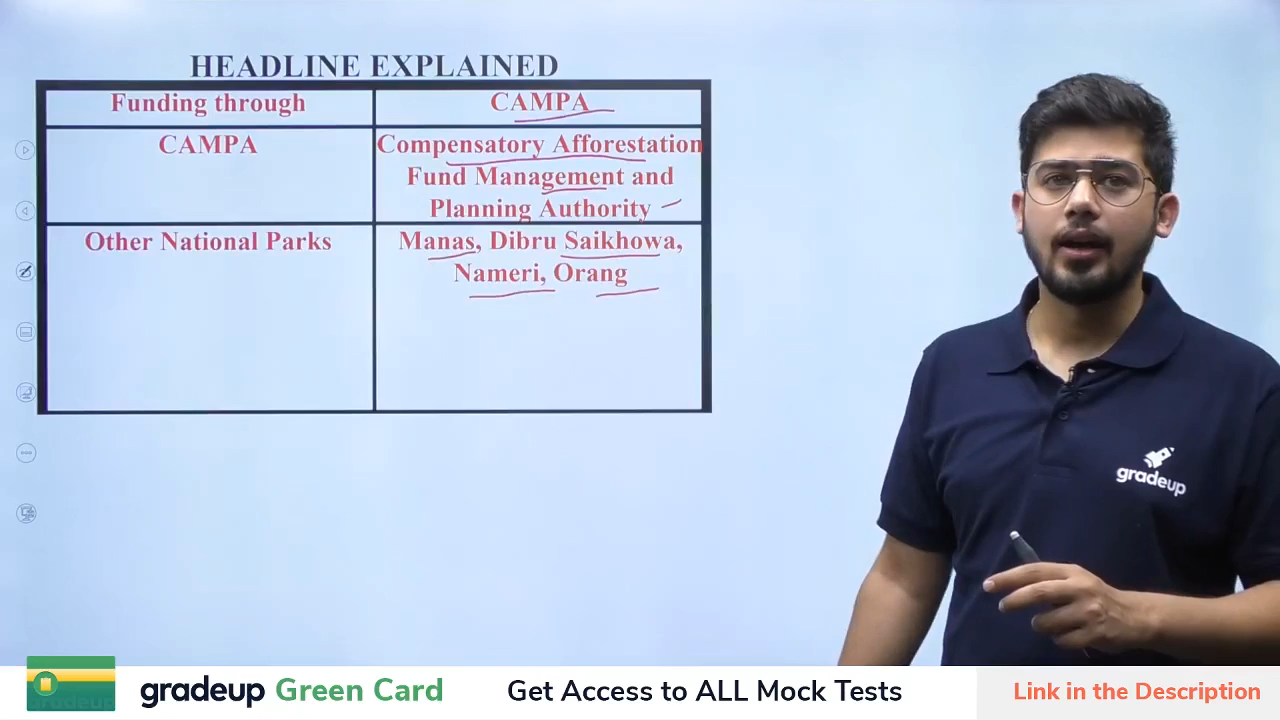 HEADLINE EXPLAINED
Funding through
CAMPA
CAMPA
Compensatory Afforestation
Fund Management and
Planning Authority
Other National Parks
Manas, Dibru Saikhowa,
Nameri, Orang
gradeup
gradeup Green Card
Get Access to ALL Mock Tests
Link in the Description